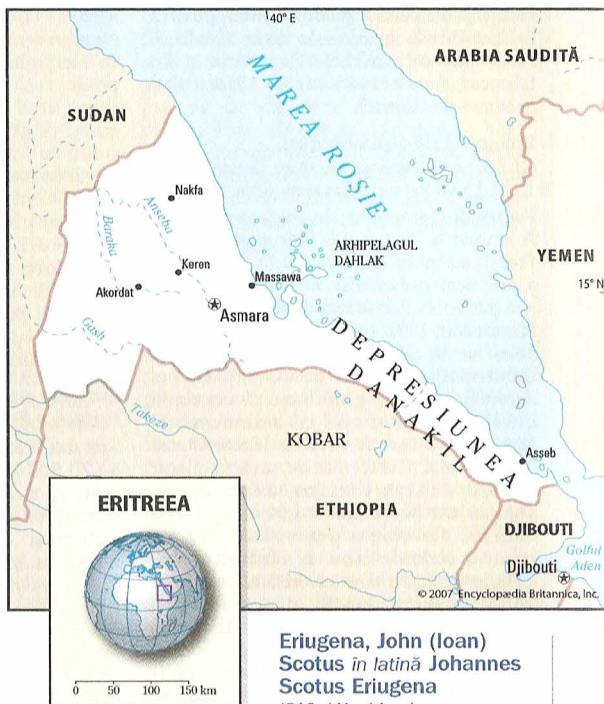 40° E
ARABIA SAUDITĂ
SUDAN
MAREA ROȘIE
Nakfa
Anseba
Baraka
ARHIPELAGUL
DAHLAK
YEMEN
Keren
Massawa
15° N
Akordat
Asmara
Gash
DEPRESIUNEA
DANAKIL
Takeze
KOBAR
Asseb
ERITREEA
ETHIOPIA
DJIBOUTI
Golful
Aden
Djibouti
© 2007 Encyclopædia Britannica, Inc.
0 50 100 150 km
Eriugena, John (Ioan)
Scotus în latină Johannes
Scotus Eriugena